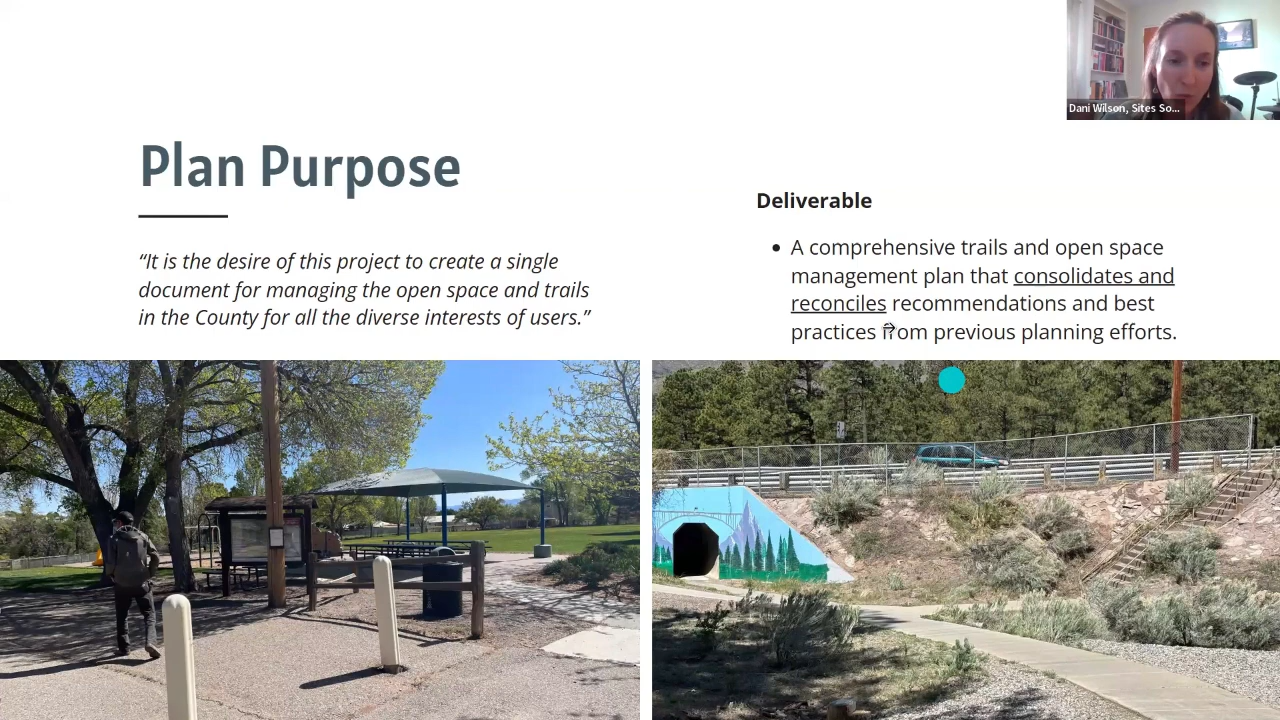 Dani Wilson, Sites So...
Plan Purpose
“It is the desire of this project to create a single
document for managing the open space and trails
in the County for all the diverse interests of users.”
Deliverable
• A comprehensive trails and open space
management plan that consolidates and
reconciles recommendations and best
practices from previous planning efforts.